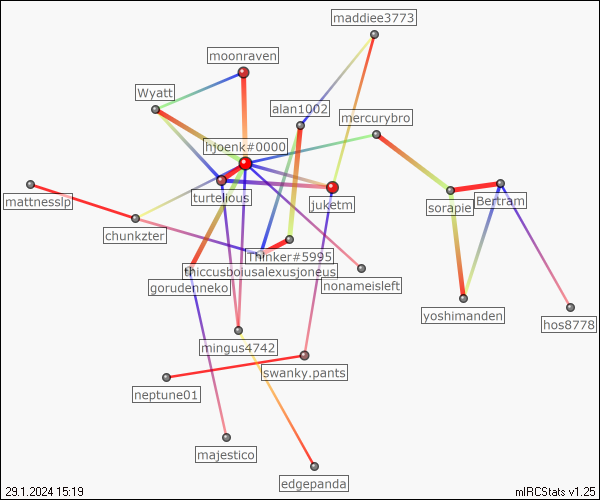 maddiee3773
moonraven
Wyatt
alan1002
mercurybro
hjoenk#0000
mattnesslp
turtelious
juketm
sorapie
Bertram
chunkzter
Thinker#5995
thiccusboiusalexusjoneus
gorudenneko
nonameisleft
yoshimanden
hos8778
mingus4742
swanky.pants
neptune01
majestico
edgepanda
29.1.2024 15:19
mIRCStats v1.25